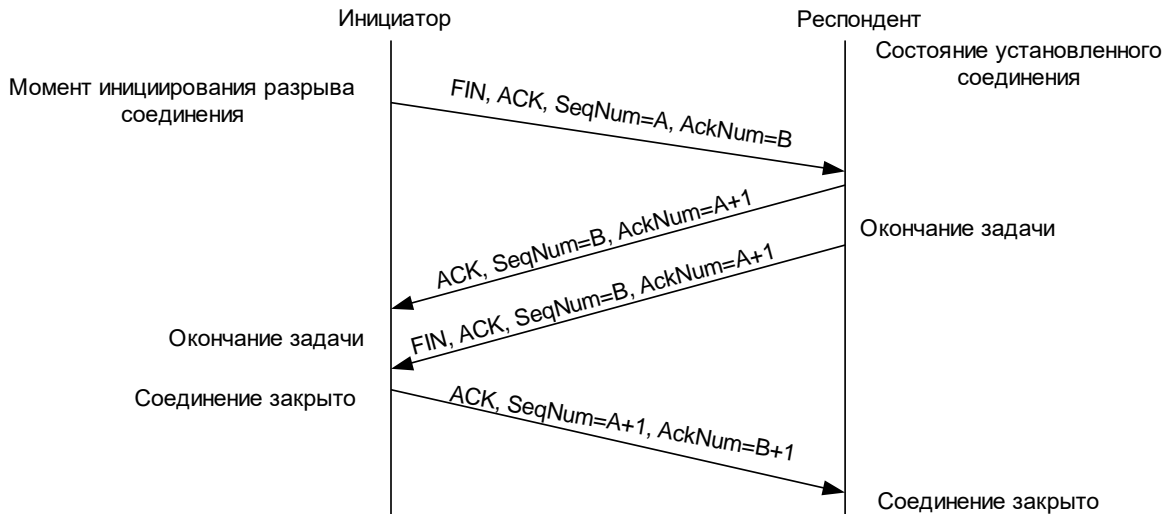 Инициатор
Респондент
Состояние установленного
соединения
Момент инициирования разрыва
соединения
FIN, ACK, SeqNum=A, AckNum=B
ACK, SeqNum=B, AckNum=A+1
Окончание задачи
FIN, ACK, SeqNum=B, AckNum=A+1
Окончание задачи
Соединение закрыто
ACK, SeqNum=A+1, AckNum=B+1
Соединение закрыто